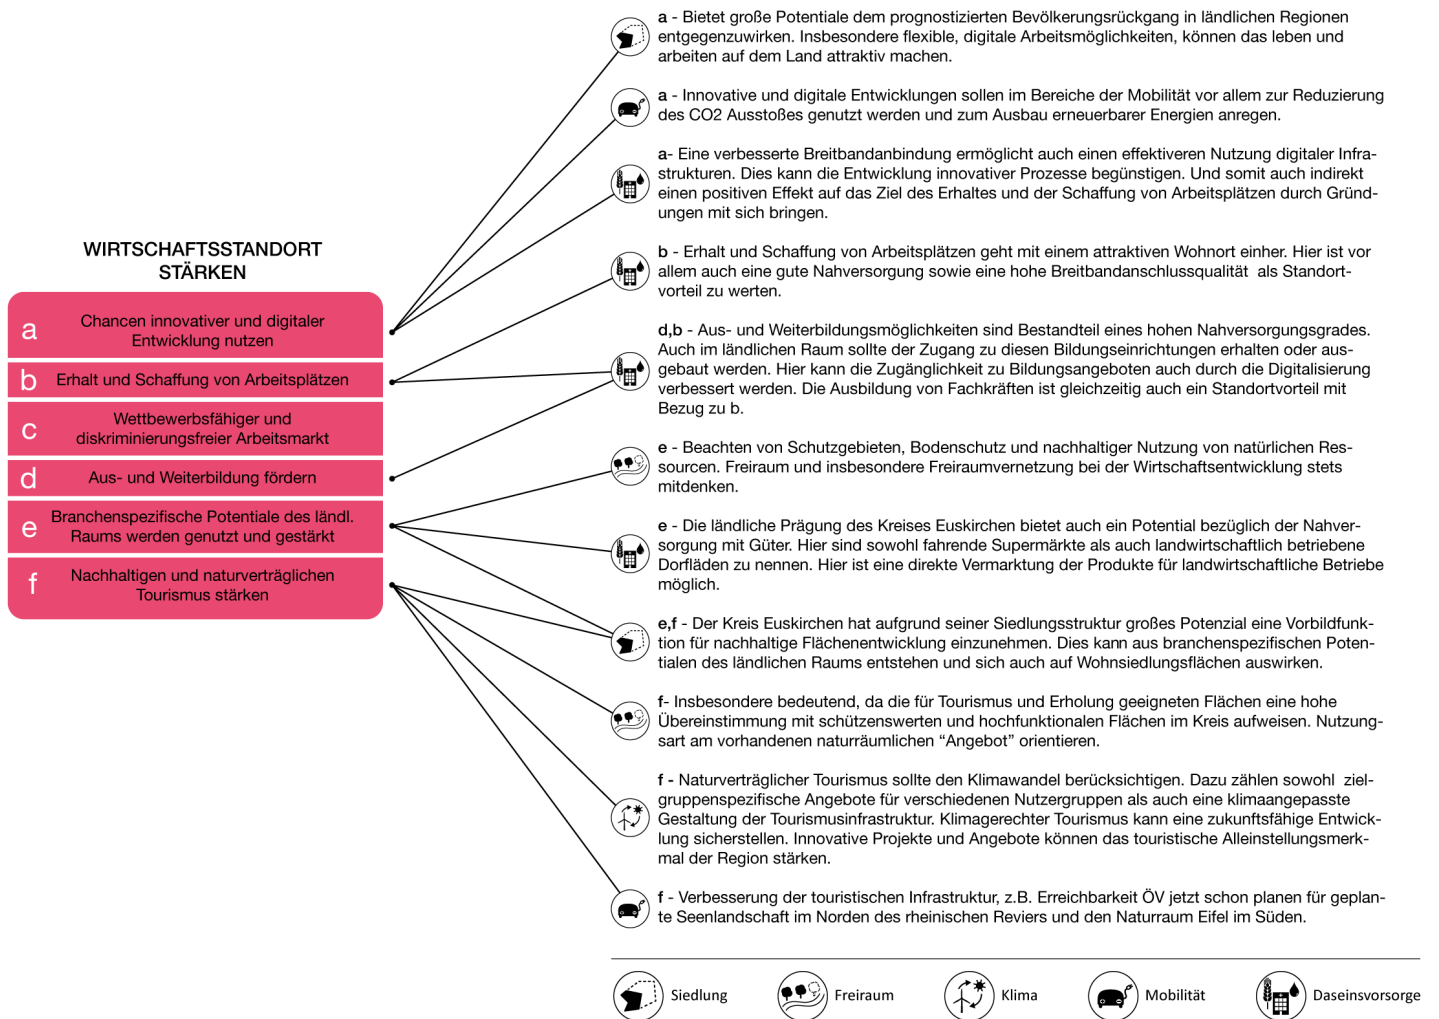 WIRTSCHAFTSSTANDORT
STÄRKEN
a
Chancen innovativer und digitaler
Entwicklung nutzen
b
Erhalt und Schaffung von Arbeitsplätzen
c
Wettbewerbsfähiger und
diskriminierungsfreier Arbeitsmarkt
d
Aus- und Weiterbildung fördern
e
Branchenspezifische Potentiale des ländl.
Raums werden genutzt und gestärkt
f
Nachhaltigen und naturverträglichen
Tourismus stärken
a - Bietet große Potentiale dem prognostizierten Bevölkerungsrückgang in ländlichen Regionen
entgegenzuwirken. Insbesondere flexible, digitale Arbeitsmöglichkeiten, können das leben und
arbeiten auf dem Land attraktiv machen.
a - Innovative und digitale Entwicklungen sollen im Bereiche der Mobilität vor allem zur Reduzierung
des CO2 Ausstoßes genutzt werden und zum Ausbau erneuerbarer Energien anregen.
a- Eine verbesserte Breitbandanbindung ermöglicht auch einen effektiveren Nutzung digitaler Infra-
strukturen. Dies kann die Entwicklung innovativer Prozesse begünstigen. Und somit auch indirekt
einen positiven Effekt auf das Ziel des Erhaltes und der Schaffung von Arbeitsplätzen durch Gründ-
ungen mit sich bringen.
b - Erhalt und Schaffung von Arbeitsplätzen geht mit einem attraktiven Wohnort einher. Hier ist vor
allem auch eine gute Nahversorgung sowie eine hohe Breitbandanschlussqualität als Standort-
vorteil zu werten.
d,b - Aus- und Weiterbildungsmöglichkeiten sind Bestandteil eines hohen Nahversorgungsgrades.
Auch im ländlichen Raum sollte der Zugang zu diesen Bildungseinrichtungen erhalten oder aus-
gebaut werden. Hier kann die Zugänglichkeit zu Bildungsangeboten auch durch die Digitalisierung
verbessert werden. Die Ausbildung von Fachkräften ist gleichzeitig auch ein Standortvorteil mit
Bezug zu b.
e - Beachten von Schutzgebieten, Bodenschutz und nachhaltiger Nutzung von natürlichen Res-
sourcen. Freiraum und insbesondere Freiraumvernetzung bei der Wirtschaftsentwicklung stets
mitdenken.
e - Die ländliche Prägung des Kreises Euskirchen bietet auch ein Potential bezüglich der Nahver-
sorgung mit Güter. Hier sind sowohl fahrende Supermärkte als auch landwirtschaftlich betriebene
Dorfläden zu nennen. Hier ist eine direkte Vermarktung der Produkte für landwirtschaftliche Betriebe
möglich.
e,f - Der Kreis Euskirchen hat aufgrund seiner Siedlungsstruktur großes Potenzial eine Vorbildfunk-
tion für nachhaltige Flächenentwicklung einzunehmen. Dies kann aus branchenspezifischen Poten-
tialen des ländlichen Raums entstehen und sich auch auf Wohnsiedlungsflächen auswirken.
f- Insbesondere bedeutend, da die für Tourismus und Erholung geeigneten Flächen eine hohe
Übereinstimmung mit schützenswerten und hochfunktionalen Flächen im Kreis aufweisen. Nutzung-
sart am vorhandenen naturräumlichen “Angebot” orientieren.
f - Naturverträglicher Tourismus sollte den Klimawandel berücksichtigen. Dazu zählen sowohl ziel-
gruppenspezifische Angebote für verschiedenen Nutzergruppen als auch eine klimaangepasste
Gestaltung der Tourismusinfrastruktur. Klimagerechter Tourismus kann eine zukunftsfähige Entwick-
lung sicherstellen. Innovative Projekte und Angebote können das touristische Alleinstellungsmerk-
mal der Region stärken.
f - Verbesserung der touristischen Infrastruktur, z.B. Erreichbarkeit ÖV jetzt schon planen für geplan-
te Seenlandschaft im Norden des rheinischen Reviers und den Naturraum Eifel im Süden.
Siedlung
Freiraum
Klima
Mobilität
Daseinsvorsorge